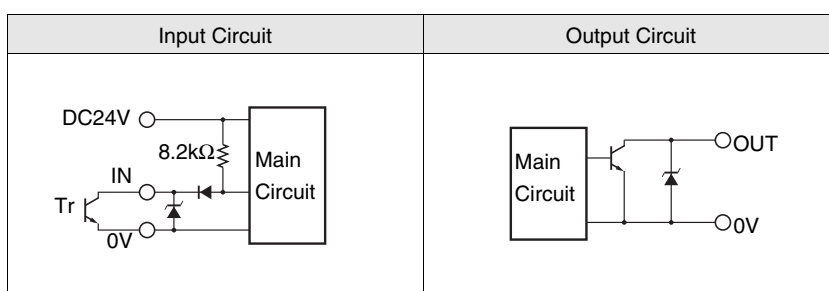 Input Circuit
Output Circuit
DC24V
8.2kΩ
Main
Circuit
IN
Tr
0V
Main
Circuit
OUT
0V